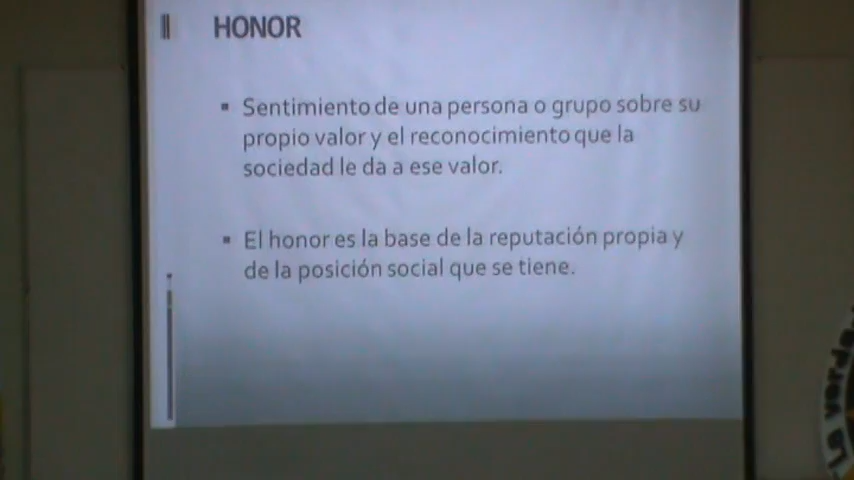 HONOR
▪ Sentimiento de una persona o grupo sobre su
propio valor y el reconocimiento que la
sociedad le da a ese valor.
▪ El honor es la base de la reputación propia y
de la posición social que se tiene.
La